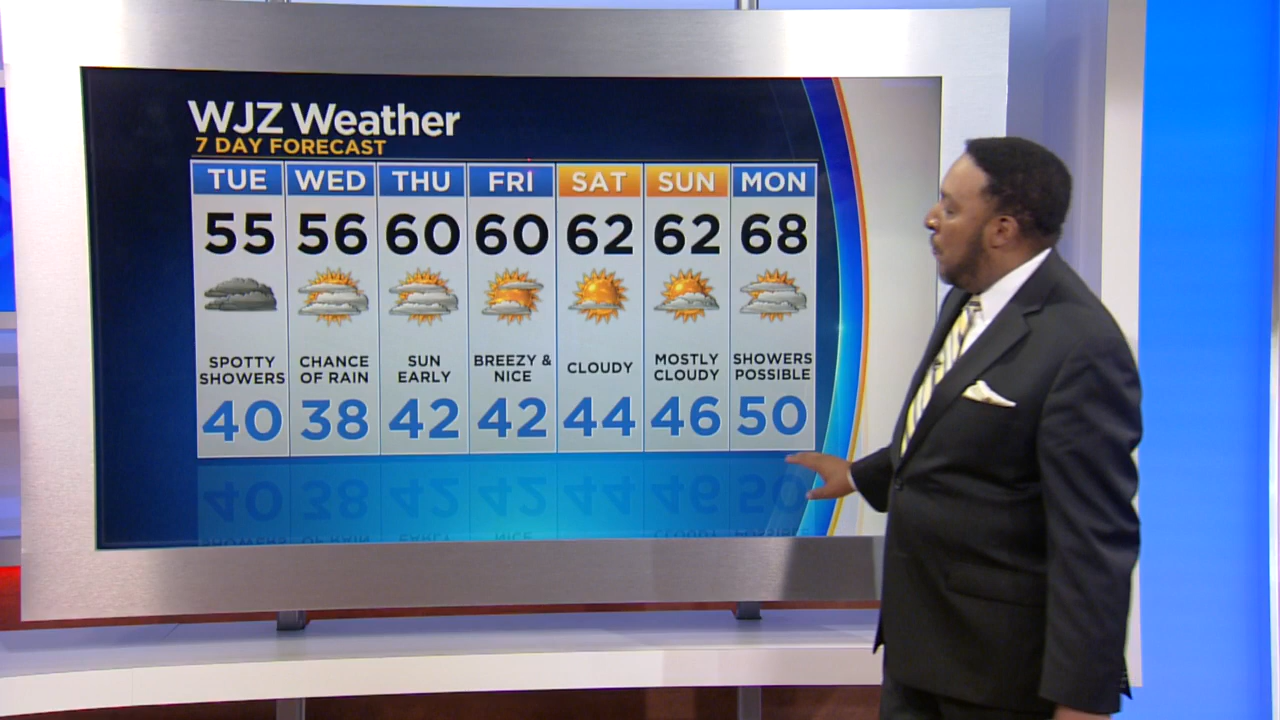 WJZ Weather
7 DAY FORECAST
TUE WED THU FRI SAT SUN MON
55 56 60 60 62 62 68
SPOTTY SHOWERS
CHANCE OF RAIN
SUN EARLY
BREEZY & NICE
CLOUDY
MOSTLY CLOUDY
SHOWERS POSSIBLE
40 38 42 42 44 46 50